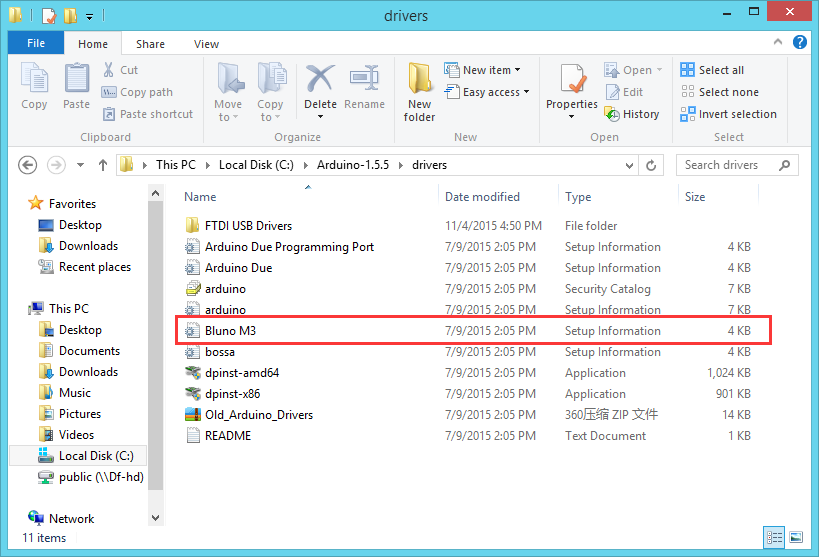 drivers
File Home Share View
Copy
Paste
Cut
Copy path
Paste shortcut
Clipboard
Move to
Copy to
Delete
Rename
Organize
New folder
New item
Easy access
New
Properties
Open
Edit
History
Open
Select all
Select none
Invert selection
Select
This PC Local Disk (C:) Arduino-1.5.5 drivers
Search drivers
Favorites
Desktop
Downloads
Recent places
This PC
Desktop
Documents
Downloads
Music
Pictures
Videos
Local Disk (C:)
public (\\Df-hd)
Network
Name Date modified Type Size
FTDI USB Drivers 11/4/2015 4:50 PM File folder
Arduino Due Programming Port 7/9/2015 2:05 PM Setup Information 4 KB
Arduino Due 7/9/2015 2:05 PM Setup Information 4 KB
arduino 7/9/2015 2:05 PM Security Catalog 7 KB
arduino 7/9/2015 2:05 PM Setup Information 7 KB
Bluno M3 7/9/2015 2:05 PM Setup Information 4 KB
bossa 7/9/2015 2:05 PM Setup Information 4 KB
dpinst-amd64 7/9/2015 2:05 PM Application 1,024 KB
dpinst-x86 7/9/2015 2:05 PM Application 901 KB
Old_Arduino_Drivers 7/9/2015 2:05 PM 360压缩 ZIP 文件 14 KB
README 7/9/2015 2:05 PM Text Document 1 KB
11 items